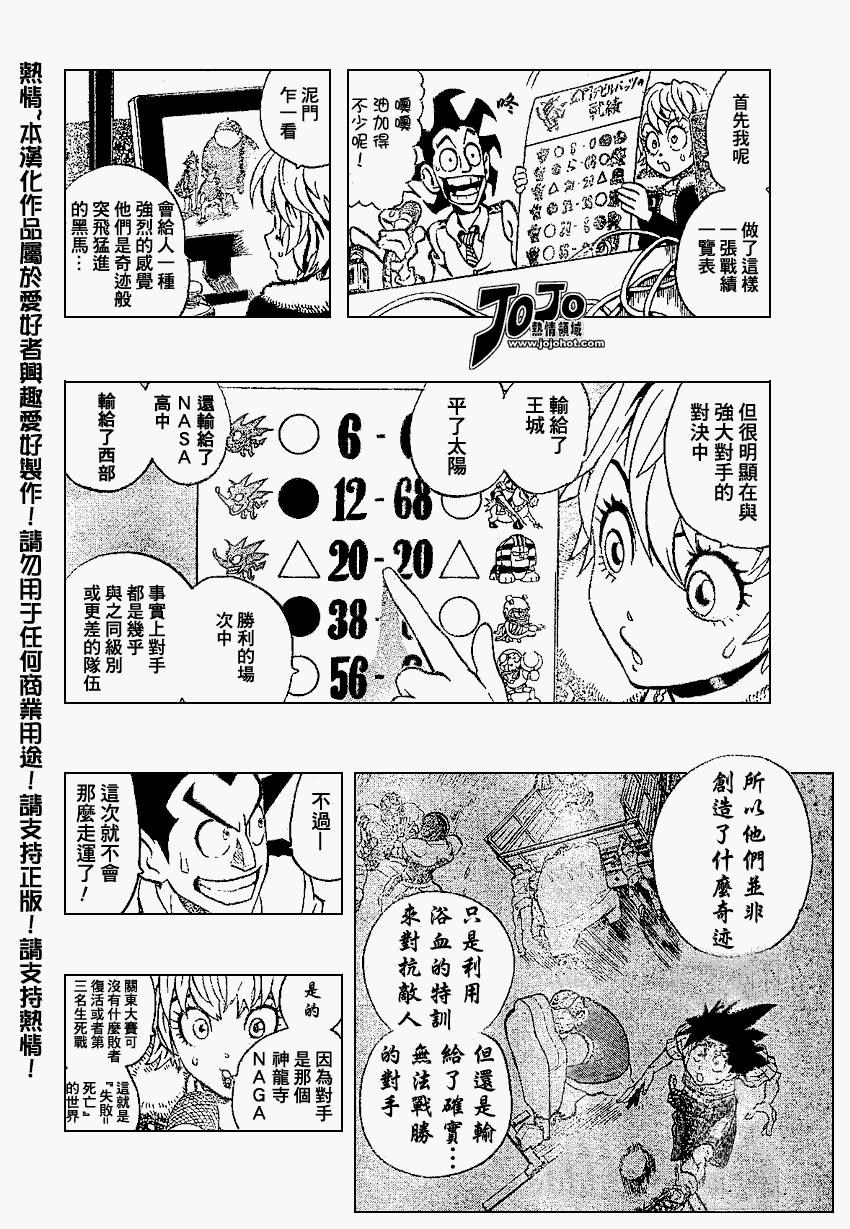 熱情~本漢化作品屬於愛好者興趣愛好製作!請勿用于任何商業用途!請支持正版!請支持熱情!
首先我呢
做了這樣
一張戰績
一覽表
咚
噢噢
油加得
不少呢!
戰績
泥門
乍一看
會給人一種
強烈的感覺
他們是奇迹般
突飛猛進
的黑馬…
JOJO
熱情領域
www.jojohot.com
但很明顯在與
強大對手的
對決中
輸給了
王城
平了太陽
還輸給了
NASA
高中
輸給了西部
6 -
12 - 68
20 - 20
38 -
56 -
勝利的場
次中
事實上對手
都是幾乎
與之同級別
或更差的隊伍
所以他們並非
創造了什麼奇迹
只是利用
浴血的特訓
來對抗敵人
但還是輸
給了確實…
無法戰勝
的對手
不過—
這次就不會
那麼走運了!
是的
因為對手
是那個
神龍寺
NAGA
關東大賽可
沒有什麼敗者
復活或者第
三名生死戰
這就是
『失敗=
死亡』
的世界